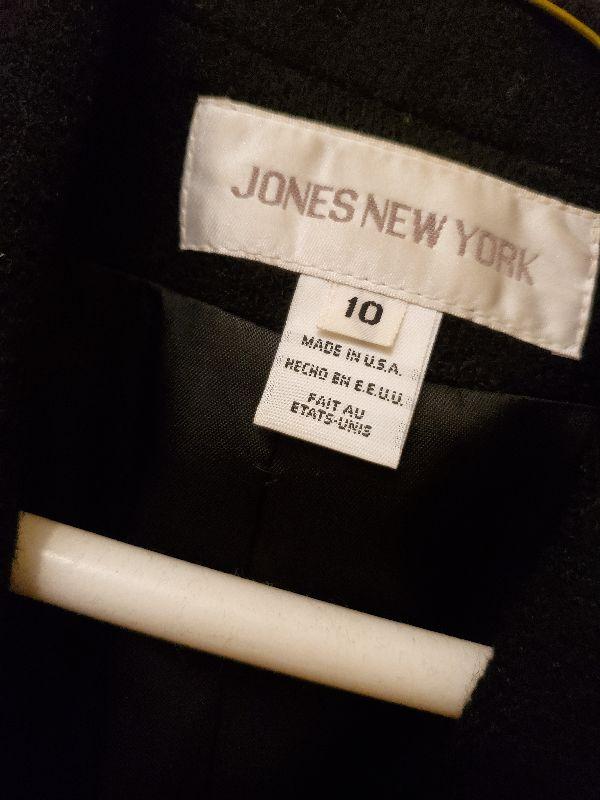 JONES NEW YORK
10
MADE IN U.S.A.
HECHO EN E.E.U.U.
FAIT AU
ETATS-UNIS